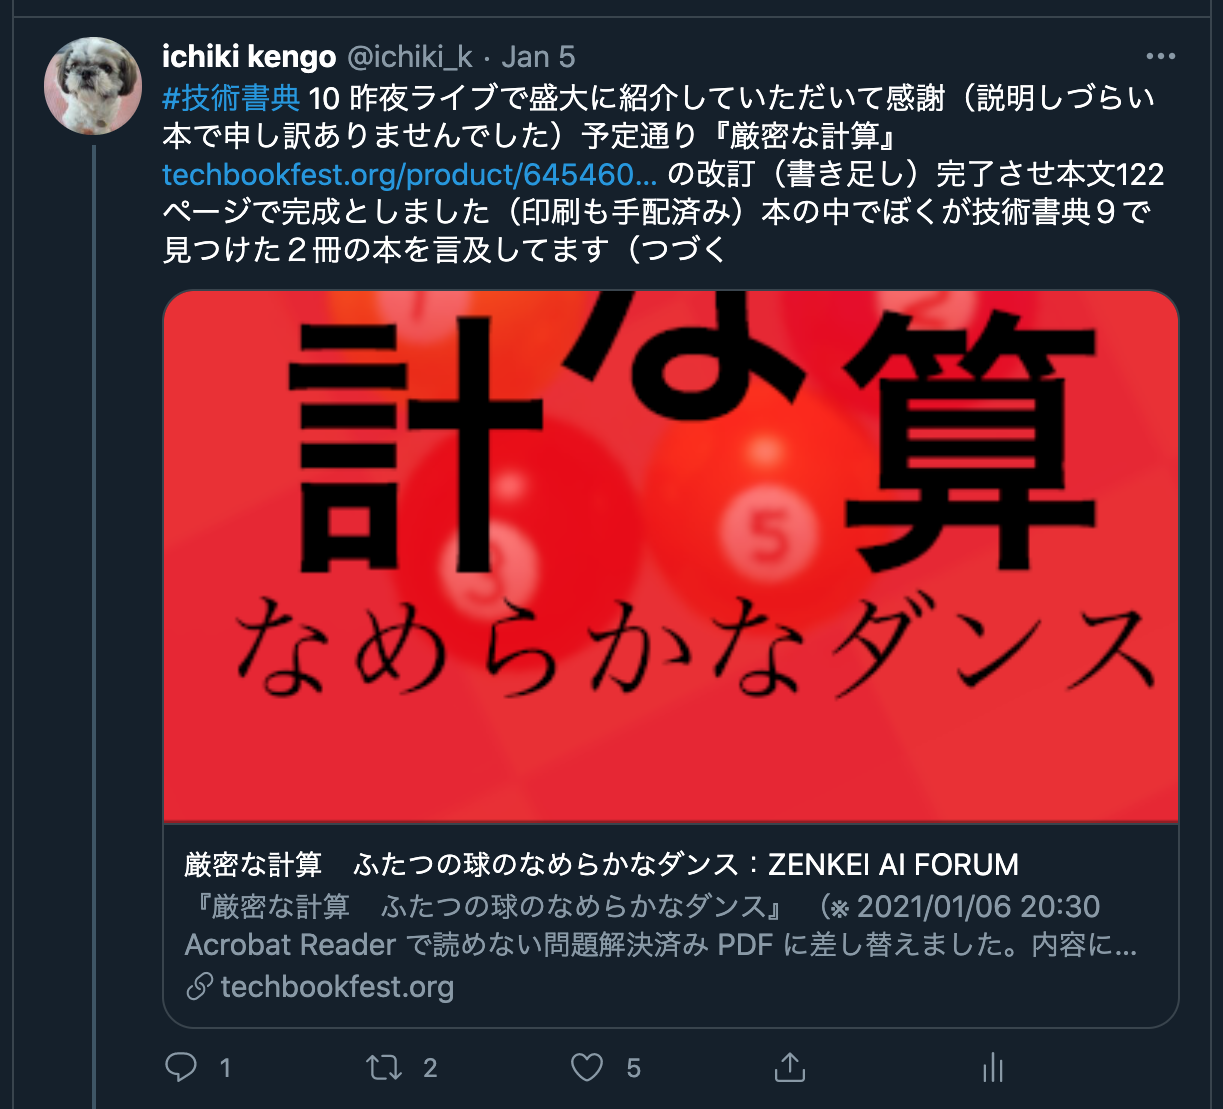 ichiki kengo @ichiki_k · Jan 5
#技術書典 10 昨夜ライブで盛大に紹介していただいて感謝（説明しづらい
本で申し訳ありませんでした）予定通り『厳密な計算』
techbookfest.org/product/645460... の改訂（書き足し）完了させ本文122
ページで完成としました（印刷も手配済み）本の中でぼくが技術書典９で
見つけた２冊の本を言及してます（つづく
1 2
計な算
3 5
なめらかなダンス
厳密な計算　ふたつの球のなめらかなダンス：ZENKEI AI FORUM
『厳密な計算　ふたつの球のなめらかなダンス』　（※ 2021/01/06 20:30
Acrobat Reader で読めない問題解決済み PDF に差し替えました。内容に...
techbookfest.org
1 2 5